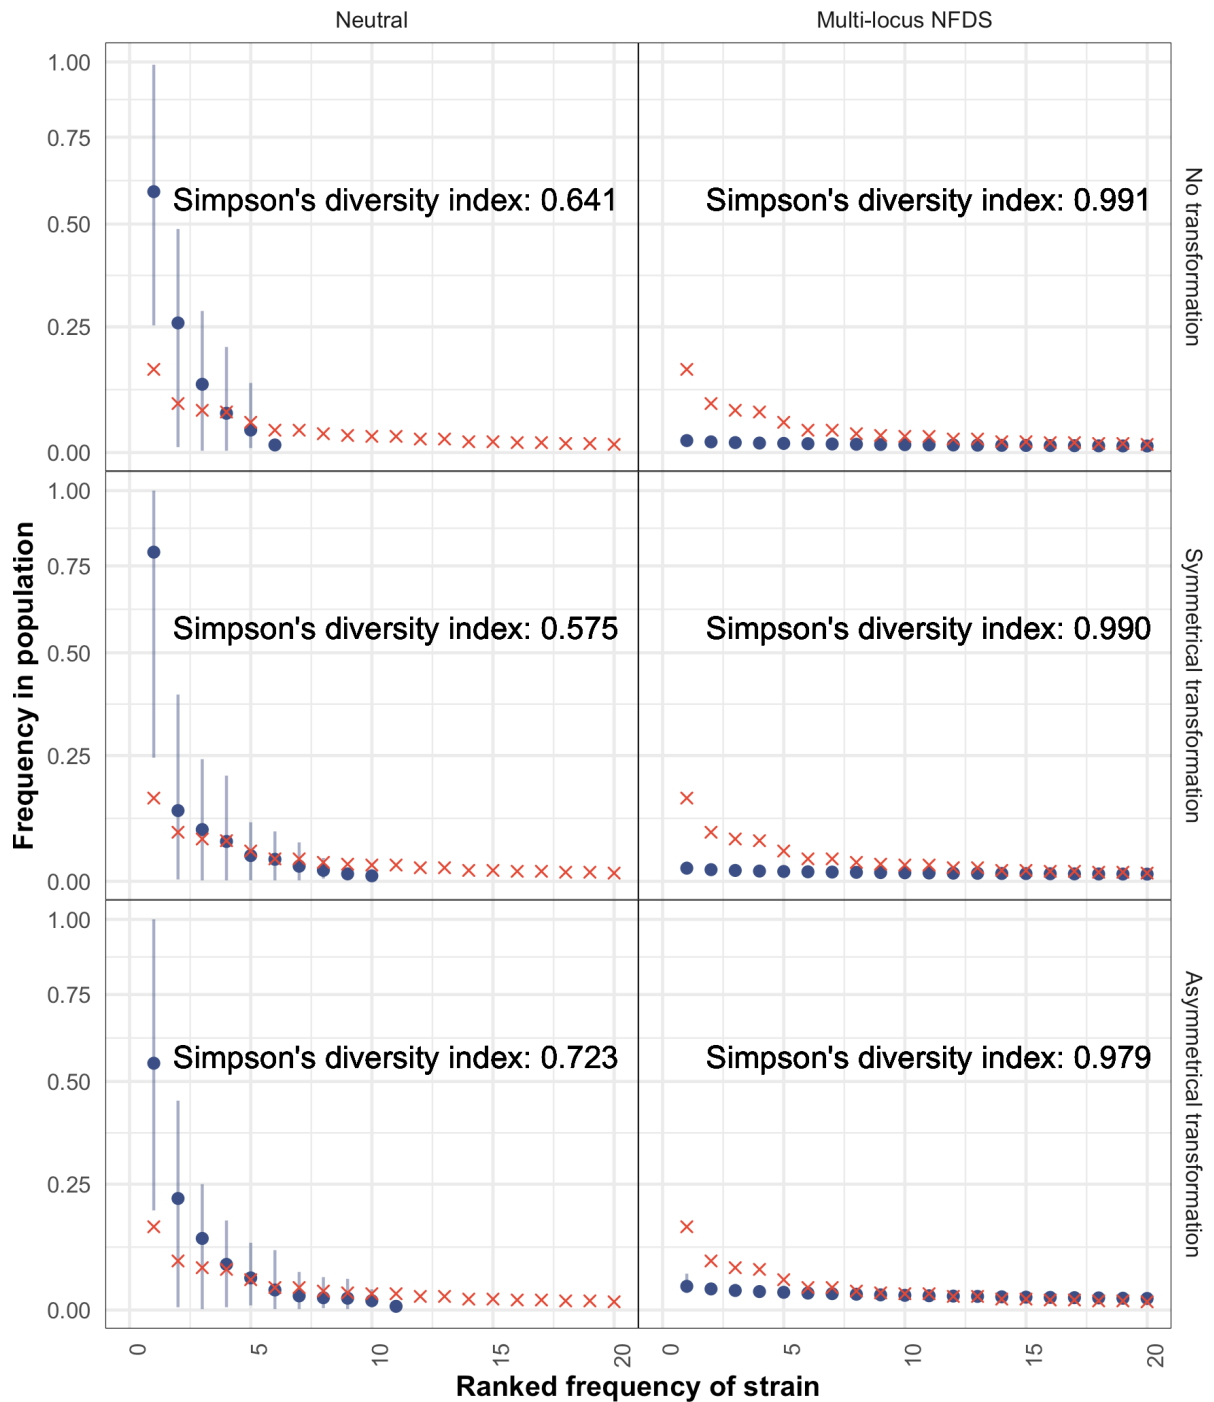 Neutral
Multi-locus NFDS
1.00
0.75
0.50
0.25
0.00
Simpson's diversity index: 0.641
Simpson's diversity index: 0.991
No transformation
1.00
0.75
0.50
0.25
0.00
Simpson's diversity index: 0.575
Simpson's diversity index: 0.990
Symmetrical transformation
1.00
0.75
0.50
0.25
0.00
Simpson's diversity index: 0.723
Simpson's diversity index: 0.979
Asymmetrical transformation
Frequency in population
0
5
10
15
20
0
5
10
15
20
Ranked frequency of strain